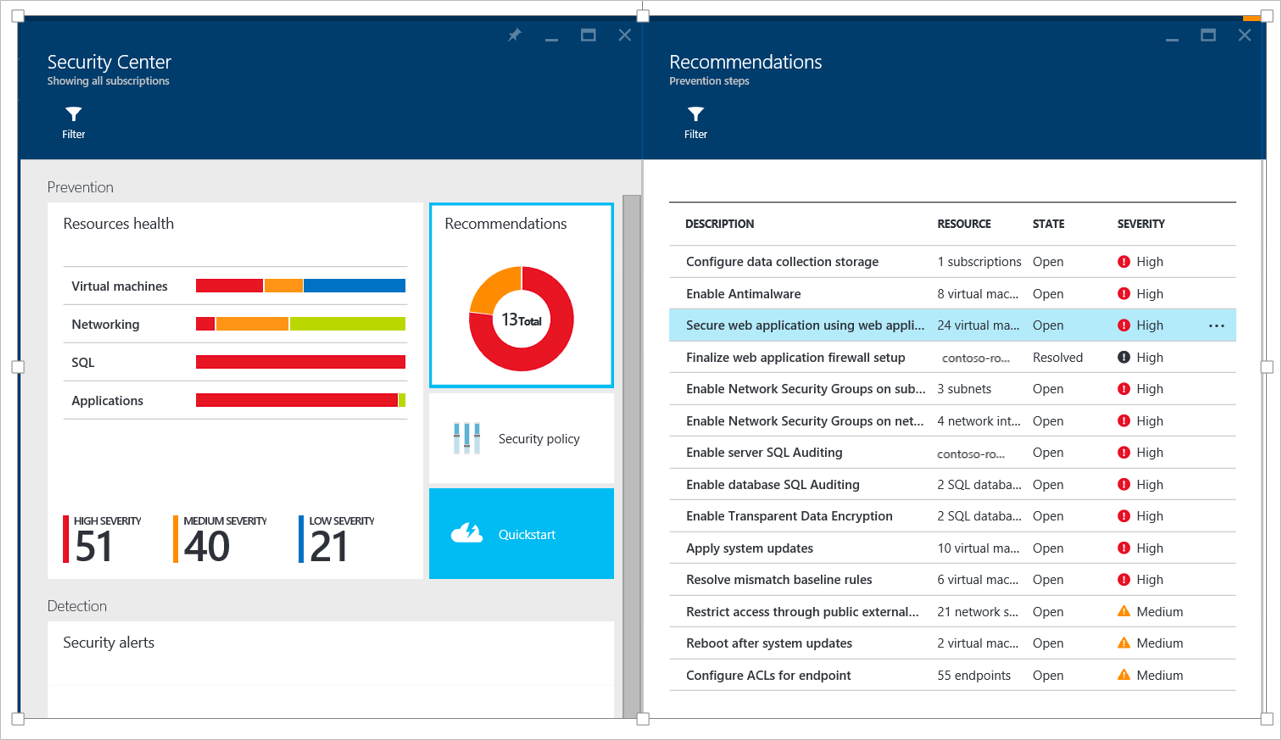 Security Center
Showing all subscriptions
Filter
Prevention
Resources health
Virtual machines
Networking
SQL
Applications
HIGH SEVERITY
51
MEDIUM SEVERITY
40
LOW SEVERITY
21
Recommendations
13 Total
Security policy
Quickstart
Detection
Security alerts
Recommendations
Prevention steps
Filter
DESCRIPTION RESOURCE STATE SEVERITY
Configure data collection storage 1 subscriptions Open High
Enable Antimalware 8 virtual mac... Open High
Secure web application using web appli... 24 virtual ma... Open High ...
Finalize web application firewall setup contoso-ro... Resolved High
Enable Network Security Groups on sub... 3 subnets Open High
Enable Network Security Groups on net... 4 network int... Open High
Enable server SQL Auditing contoso-ro... Open High
Enable database SQL Auditing 2 SQL databa... Open High
Enable Transparent Data Encryption 2 SQL databa... Open High
Apply system updates 10 virtual ma... Open High
Resolve mismatch baseline rules 6 virtual mac... Open High
Restrict access through public external... 21 network s... Open Medium
Reboot after system updates 2 virtual mac... Open Medium
Configure ACLs for endpoint 55 endpoints Open Medium